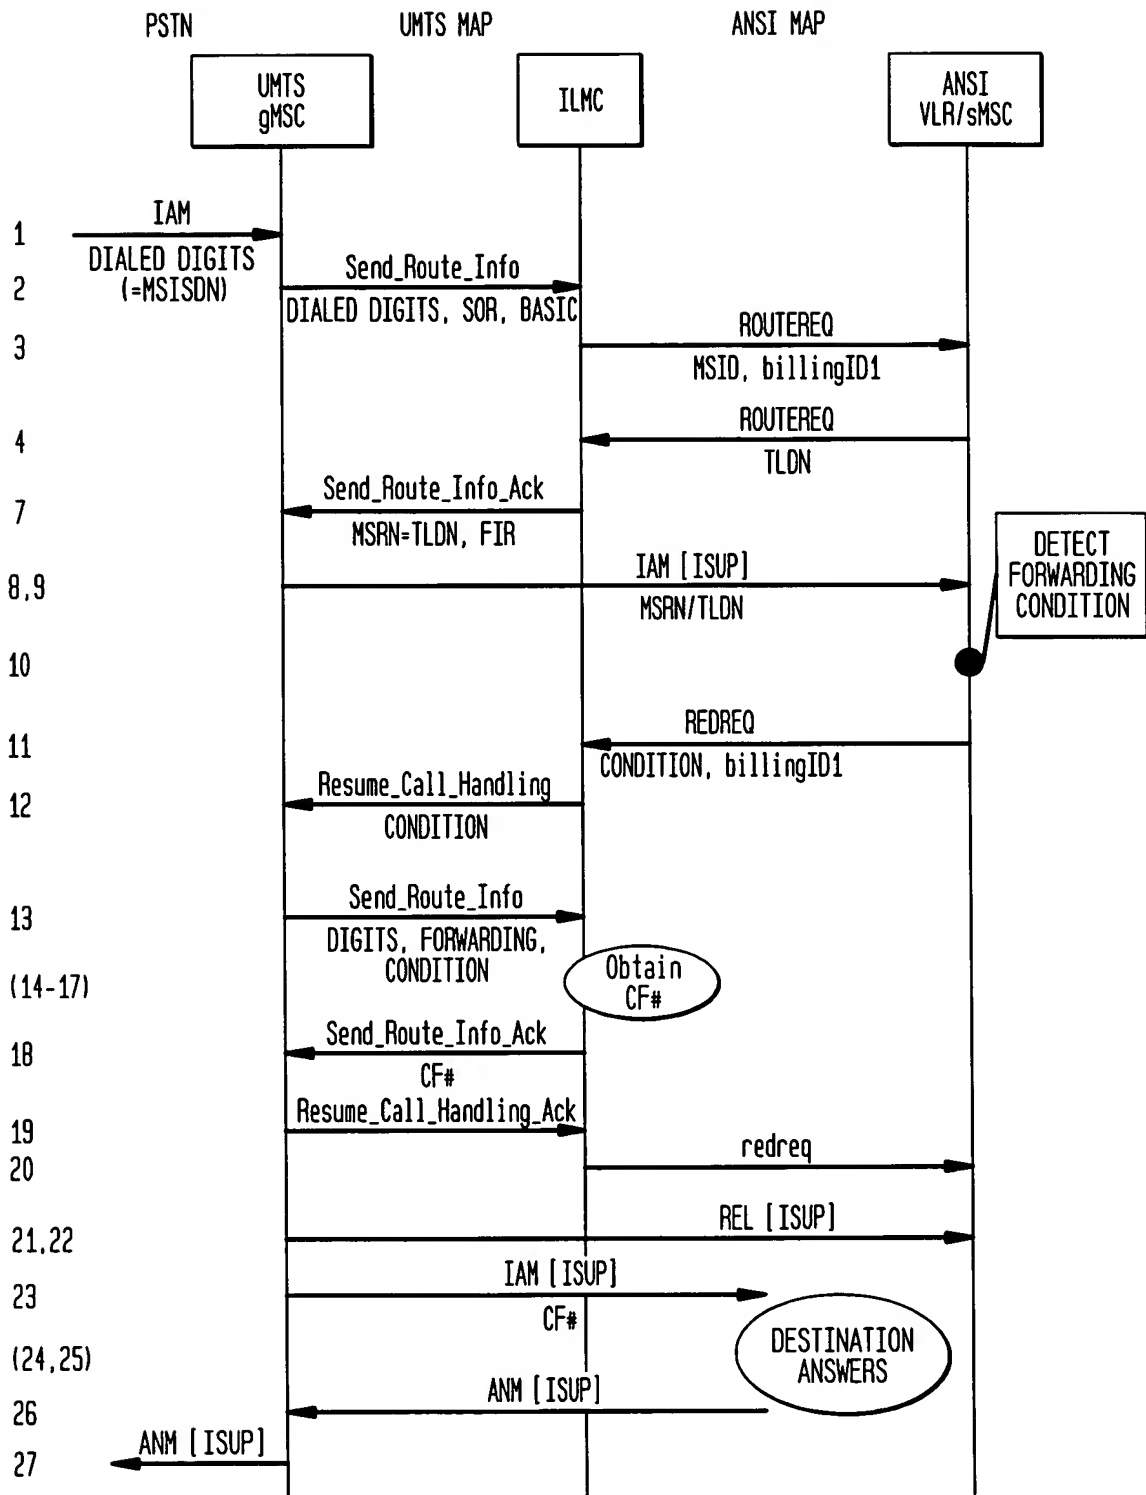 PSTN
UMTS MAP
ANSI MAP
UMTS
gMSC
ILMC
ANSI
VLR/sMSC
1
IAM
DIALED DIGITS
(=MSISDN)
2
Send_Route_Info
DIALED DIGITS, SOR, BASIC
3
ROUTEREQ
MSID, billingID1
4
ROUTEREQ
TLDN
7
Send_Route_Info_Ack
MSRN=TLDN, FIR
8,9
IAM [ISUP]
MSRN/TLDN
DETECT
FORWARDING
CONDITION
10
11
REDREQ
CONDITION, billingID1
12
Resume_Call_Handling
CONDITION
13
Send_Route_Info
DIGITS, FORWARDING,
CONDITION
(14-17)
Obtain
CF#
18
Send_Route_Info_Ack
CF#
19
Resume_Call_Handling_Ack
20
redreq
21,22
REL [ISUP]
23
IAM [ISUP]
CF#
(24,25)
DESTINATION
ANSWERS
26
ANM [ISUP]
27
ANM [ISUP]